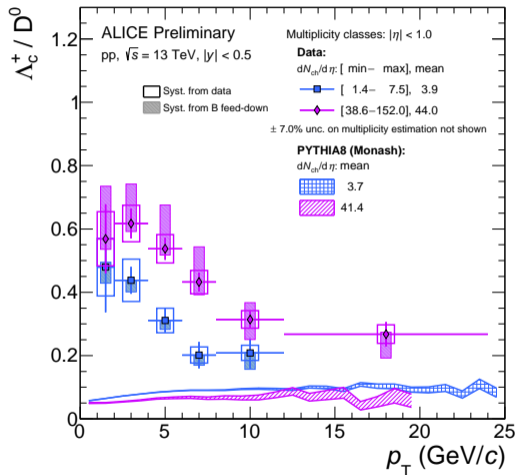 Λc+ / D0
ALICE Preliminary
pp, √s = 13 TeV, |y| < 0.5
Syst. from data
Syst. from B feed-down
Multiplicity classes: |η| < 1.0
Data:
dNch/dη:[ min− max], mean
[ 1.4− 7.5], 3.9
[38.6−152.0], 44.0
± 7.0% unc. on multiplicity estimation not shown
PYTHIA8 (Monash):
dNch/dη: mean
3.7
41.4
1.2
1
0.8
0.6
0.4
0.2
0
0 5 10 15 20 25
pT (GeV/c)